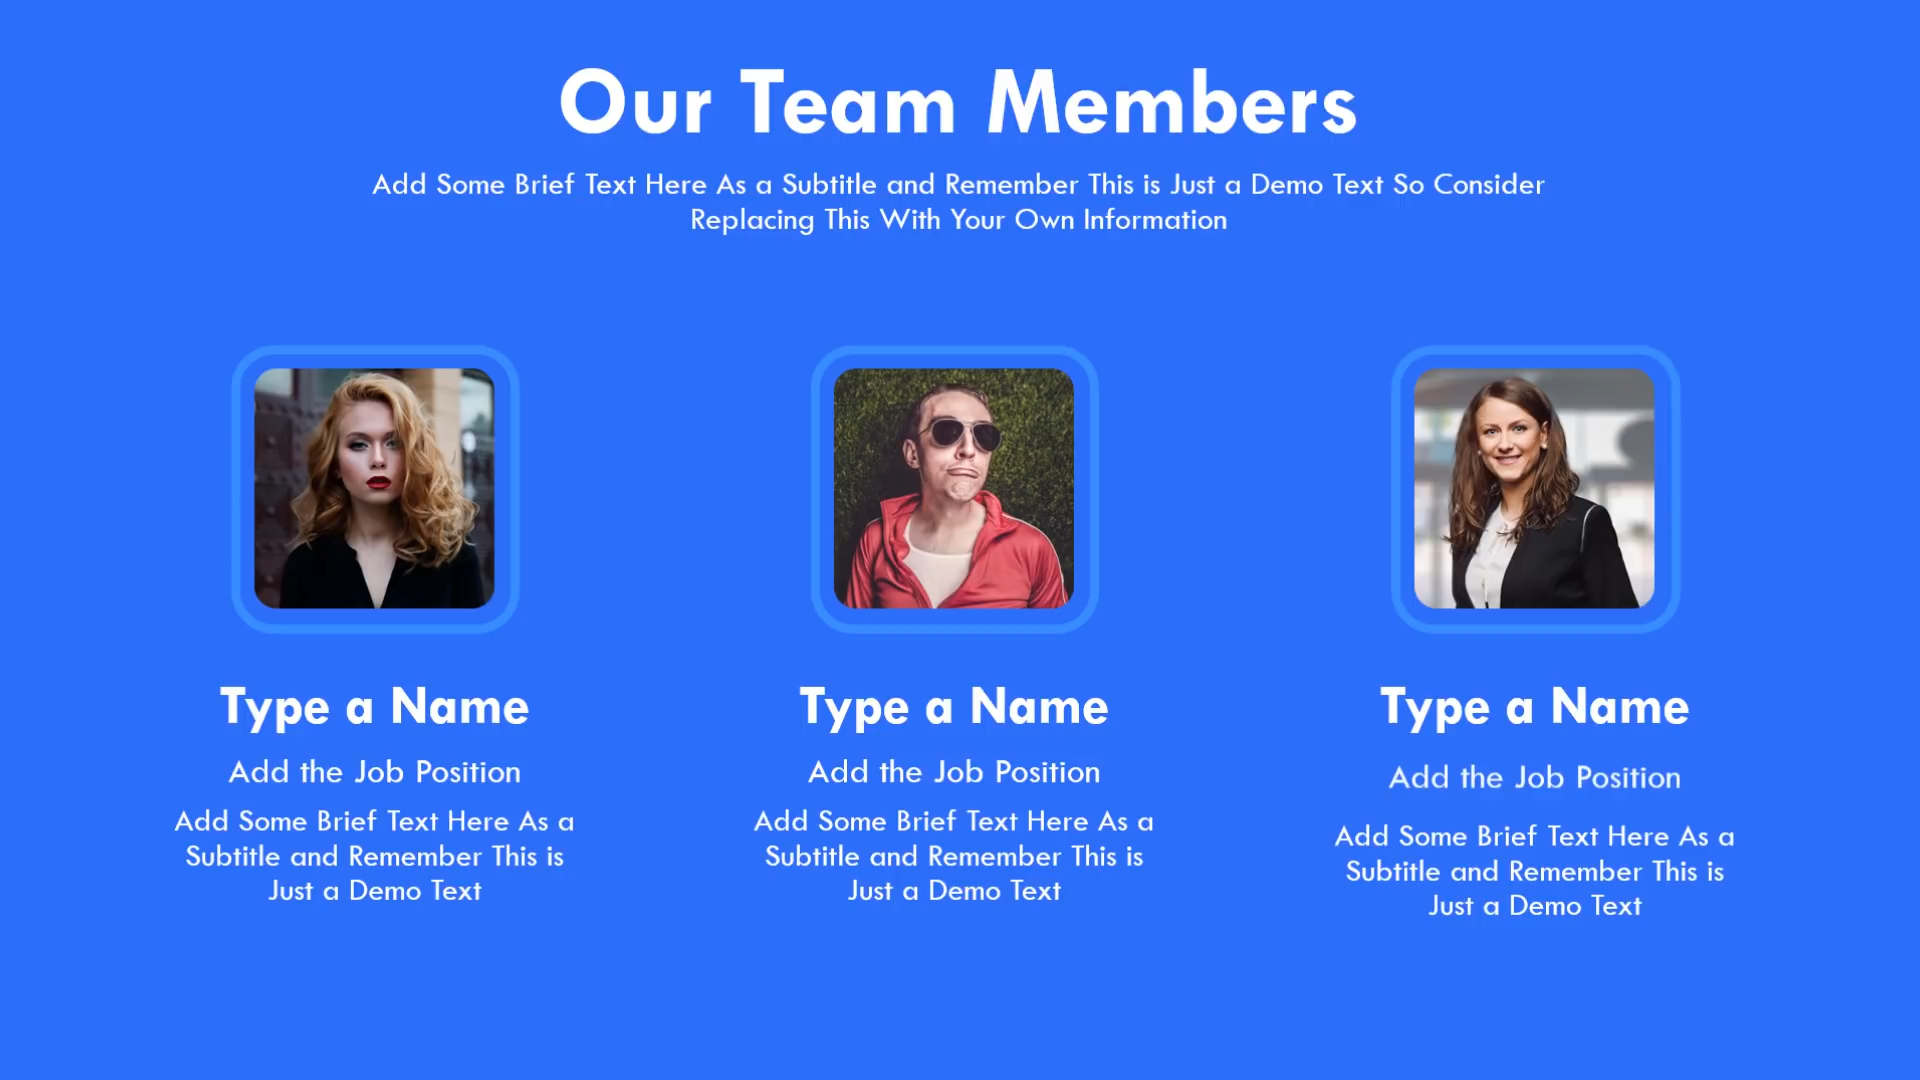 Our Team Members
Add Some Brief Text Here As a Subtitle and Remember This is Just a Demo Text So Consider
Replacing This With Your Own Information
Type a Name
Add the Job Position
Add Some Brief Text Here As a
Subtitle and Remember This is
Just a Demo Text
Type a Name
Add the Job Position
Add Some Brief Text Here As a
Subtitle and Remember This is
Just a Demo Text
Type a Name
Add the Job Position
Add Some Brief Text Here As a
Subtitle and Remember This is
Just a Demo Text